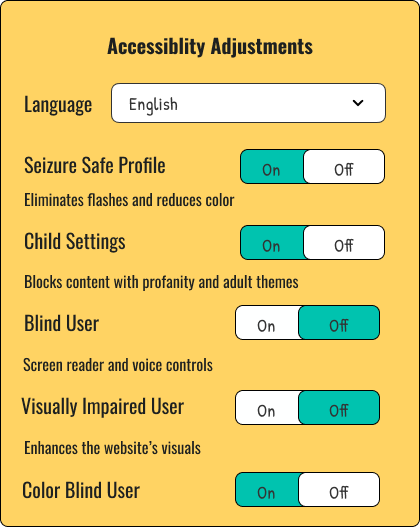 Accessiblity Adjustments
Language English
Seizure Safe Profile On Off
Eliminates flashes and reduces color
Child Settings On Off
Blocks content with profanity and adult themes
Blind User On Off
Screen reader and voice controls
Visually Impaired User On Off
Enhances the website's visuals
Color Blind User On Off